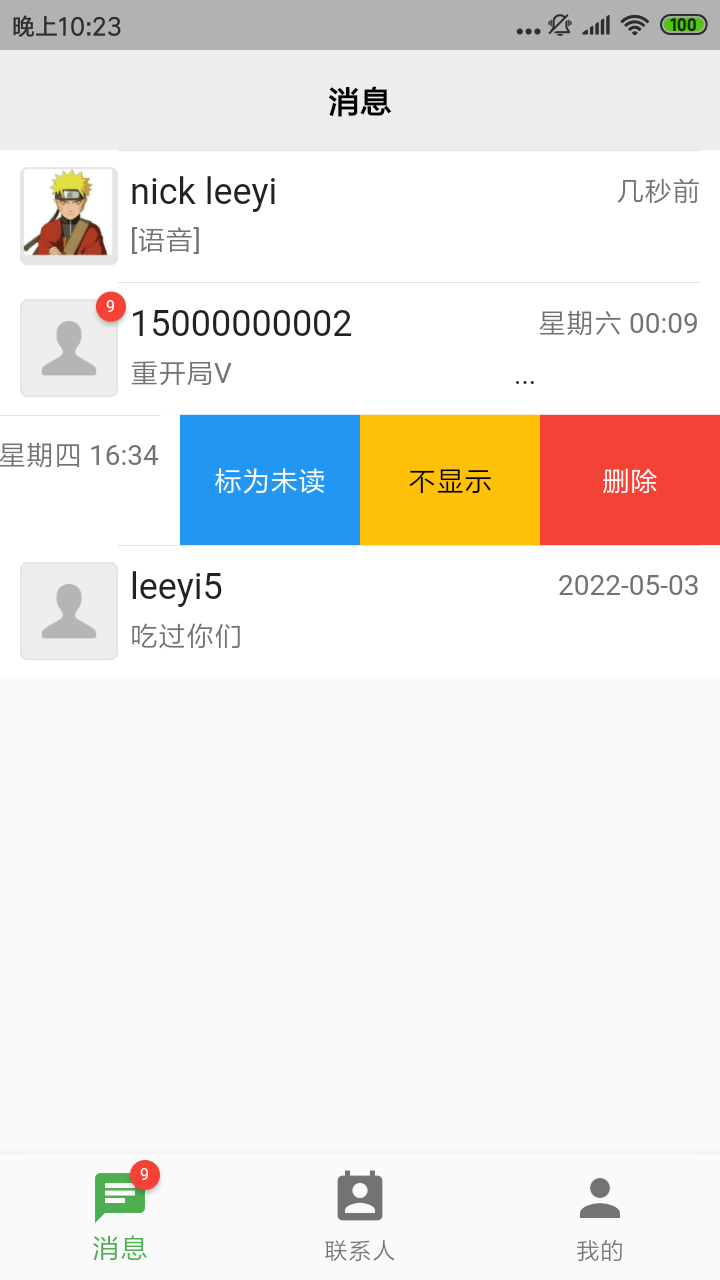 晚上10:23
100
消息
nick leeyi
几秒前
[语音]
9
15000000002
星期六 00:09
重开局V
...
星期四 16:34
标为未读
不显示
删除
leeyi5
2022-05-03
吃过你们
9
消息
联系人
我的